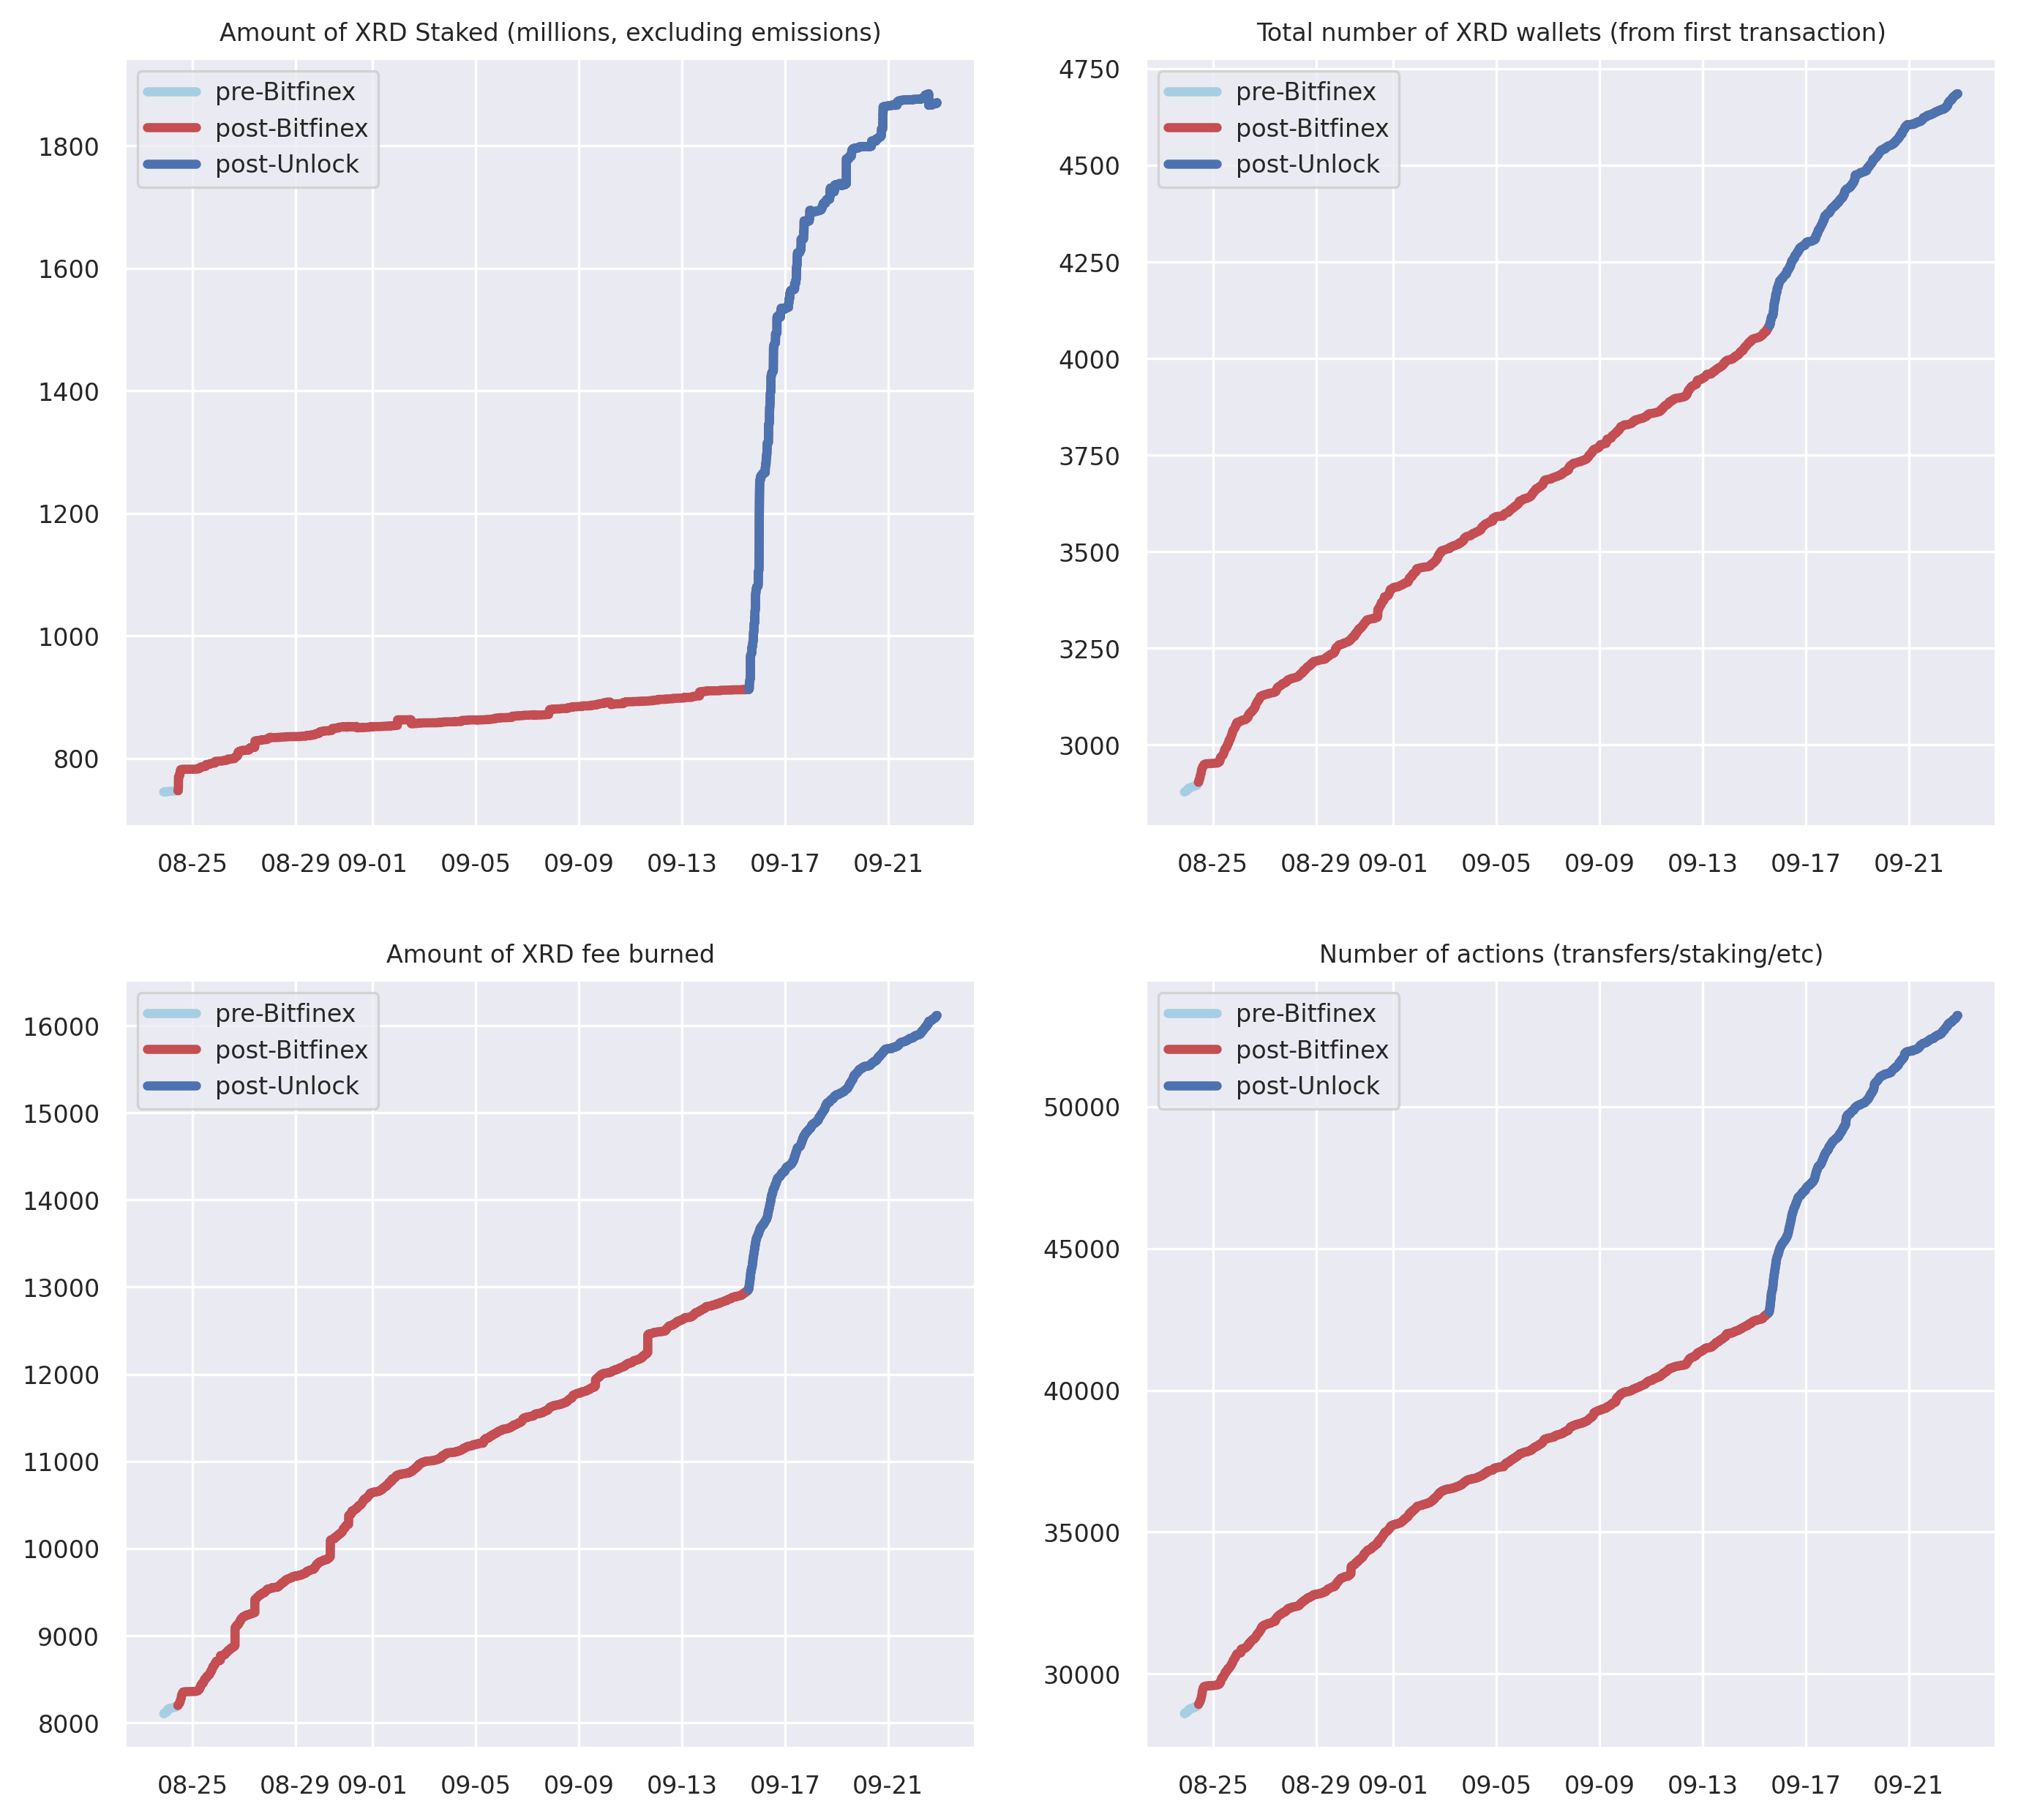 Amount of XRD Staked (millions, excluding emissions)
pre-Bitfinex
post-Bitfinex
post-Unlock
1800
1600
1400
1200
1000
800
08-25 08-29 09-01 09-05 09-09 09-13 09-17 09-21
Total number of XRD wallets (from first transaction)
pre-Bitfinex
post-Bitfinex
post-Unlock
4750
4500
4250
4000
3750
3500
3250
3000
08-25 08-29 09-01 09-05 09-09 09-13 09-17 09-21
Amount of XRD fee burned
pre-Bitfinex
post-Bitfinex
post-Unlock
16000
15000
14000
13000
12000
11000
10000
9000
8000
08-25 08-29 09-01 09-05 09-09 09-13 09-17 09-21
Number of actions (transfers/staking/etc)
pre-Bitfinex
post-Bitfinex
post-Unlock
50000
45000
40000
35000
30000
08-25 08-29 09-01 09-05 09-09 09-13 09-17 09-21